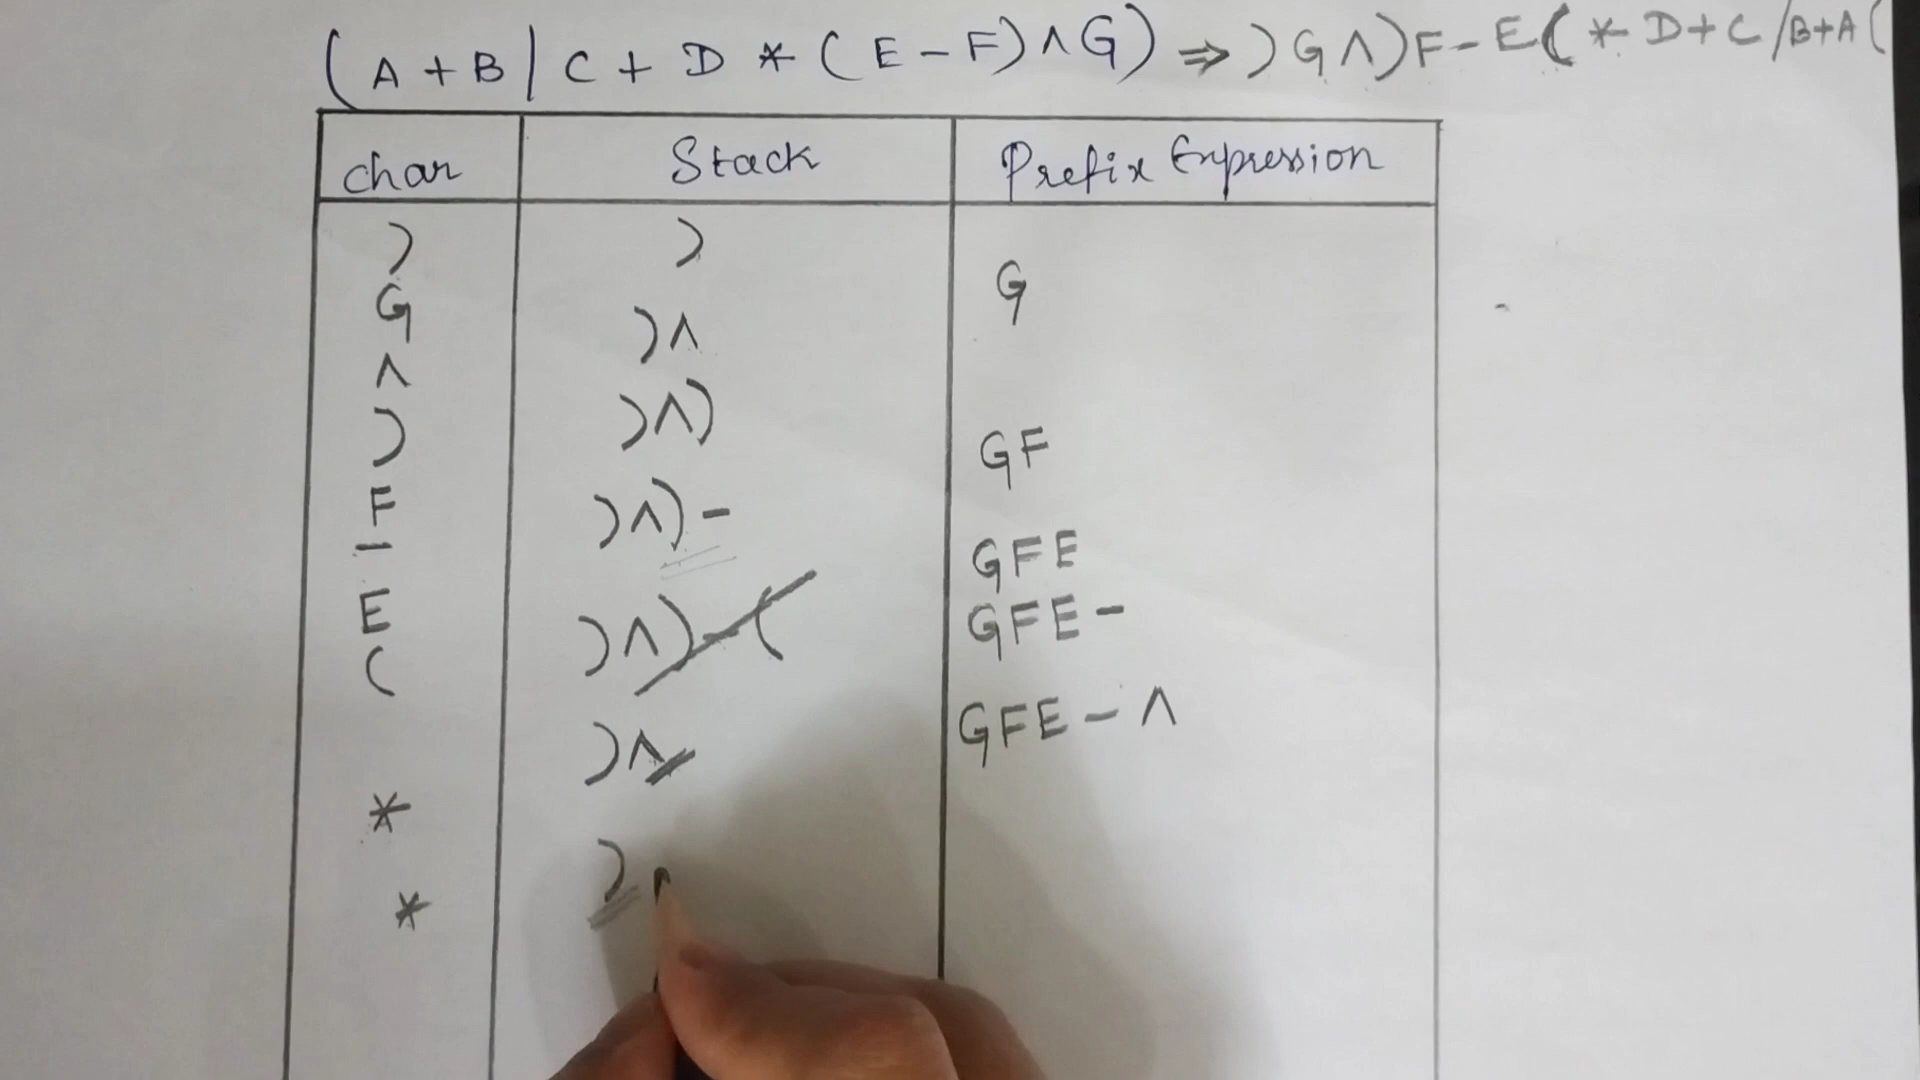 (A+B/C+D*(E-F)∧G) ⇒ )G∧)F-E(*D+C/B+A(
Char Stack Prefix Expression
) )
G G
)∧
∧
)∧)
) GF
F )∧)-
- GFE
E )∧)-( GFE-
(
)∧ GFE-∧
*
)
*